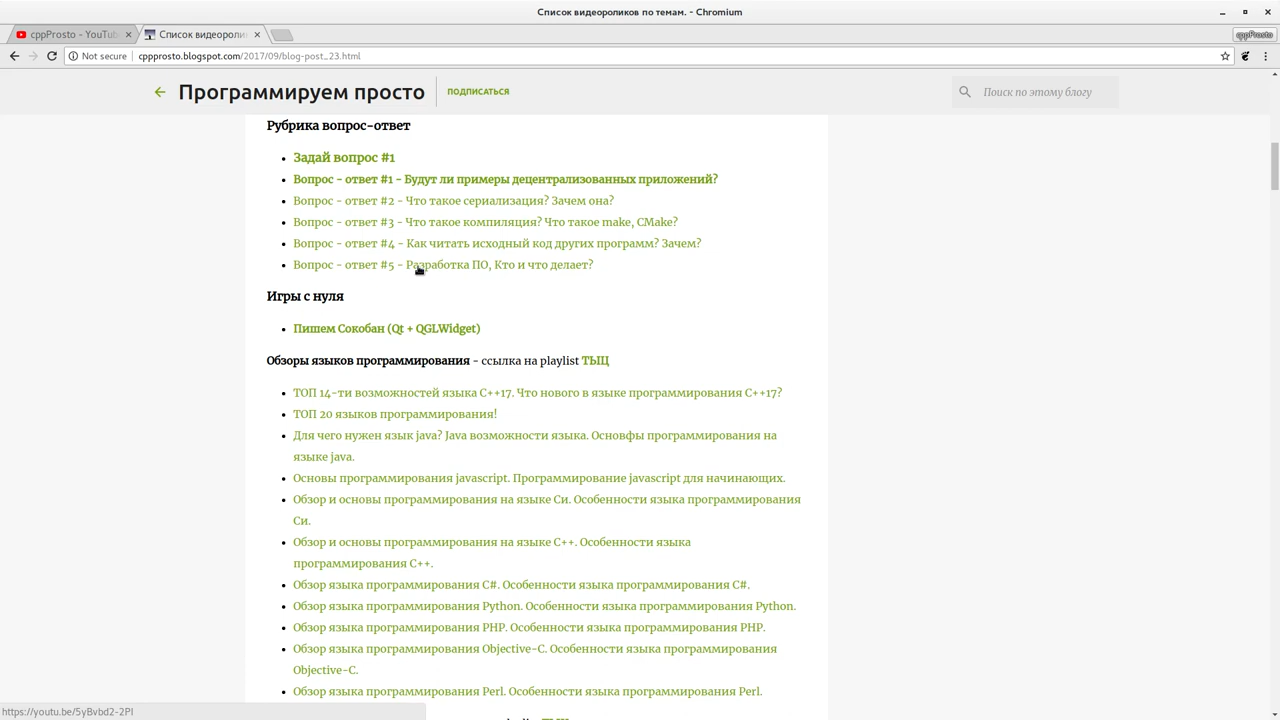 Список видеороликов по темам. - Chromium
cppProsto - YouTub
Список видеороли
cppProsto
Not secure
cppprosto.blogspot.com/2017/09/blog-post_23.html
Программируем просто
ПОДПИСАТЬСЯ
Поиск по этому блогу
Рубрика вопрос-ответ
Задай вопрос #1
Вопрос - ответ #1 - Будут ли примеры децентрализованных приложений?
Вопрос - ответ #2 - Что такое сериализация? Зачем она?
Вопрос - ответ #3 - Что такое компиляция? Что такое make, CMake?
Вопрос - ответ #4 - Как читать исходный код других программ? Зачем?
Вопрос - ответ #5 - Разработка ПО, Кто и что делает?
Игры с нуля
Пишем Сокобан (Qt + QGLWidget)
Обзоры языков программирования - ссылка на playlist ТЫЦ
ТОП 14-ти возможностей языка C++17. Что нового в языке программирования C++17?
ТОП 20 языков программирования!
Для чего нужен язык java? Java возможности языка. Основфы программирования на
языке java.
Основы программирования javascript. Программирование javascript для начинающих.
Обзор и основы программирования на языке Си. Особенности языка программирования
Си.
Обзор и основы программирования на языке C++. Особенности языка
программирования C++.
Обзор языка программирования C#. Особенности языка программирования C#.
Обзор языка программирования Python. Особенности языка программирования Python.
Обзор языка программирования PHP. Особенности языка программирования PHP.
Обзор языка программирования Objective-C. Особенности языка программирования
Objective-C.
Обзор языка программирования Perl. Особенности языка программирования Perl.
https://youtu.be/5yBvbd2-2PI